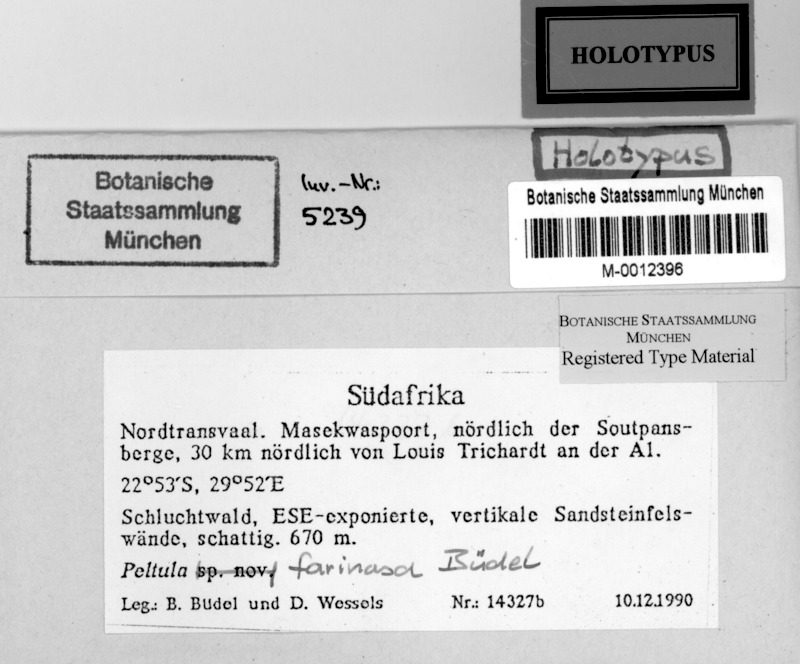 HOLOTYPUS
Holotypus
Botanische
Staatssammlung
München
Inv.-Nr.:
5239
Botanische Staatssammlung München
M-0012396
BOTANISCHE STAATSSAMMLUNG
MÜNCHEN
Registered Type Material
Südafrika
Nordtransvaal. Masekwaspoort, nördlich der Soutpans-
berge, 30 km nördlich von Louis Trichardt an der A1.
22°53'S, 29°52'E
Schluchtwald, ESE-exponierte, vertikale Sandsteinfels-
wände, schattig. 670 m.
Peltula sp. nov. farinosa Büdel
Leg.: B. Büdel und D. Wessels Nr.: 14327b 10.12.1990